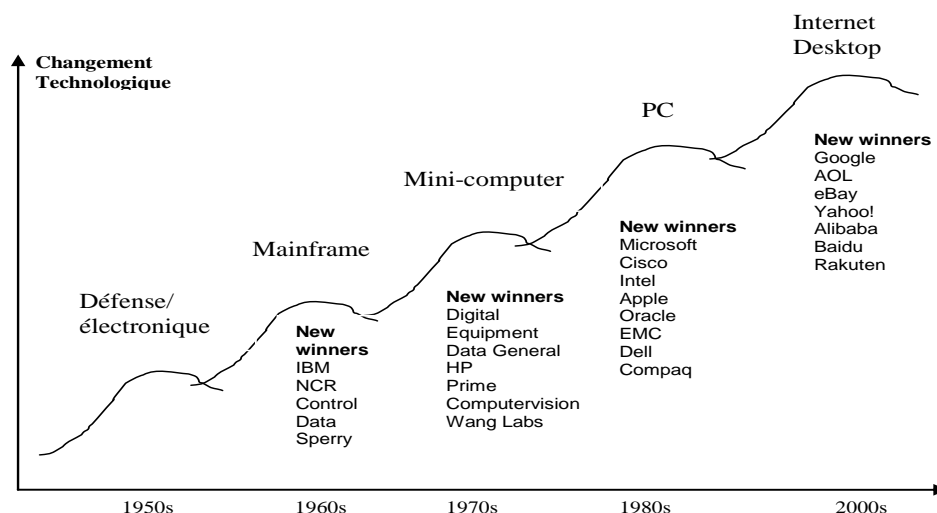 Changement
Technologique
Internet
Desktop
PC
Mini-computer
Mainframe
Défense/
électronique
New winners
Google
AOL
eBay
Yahoo!
Alibaba
Baidu
Rakuten
New winners
Microsoft
Cisco
Intel
Apple
Oracle
EMC
Dell
Compaq
New winners
Digital
Equipment
Data General
HP
Prime
Computervision
Wang Labs
New
winners
IBM
NCR
Control
Data
Sperry
1950s
1960s
1970s
1980s
2000s